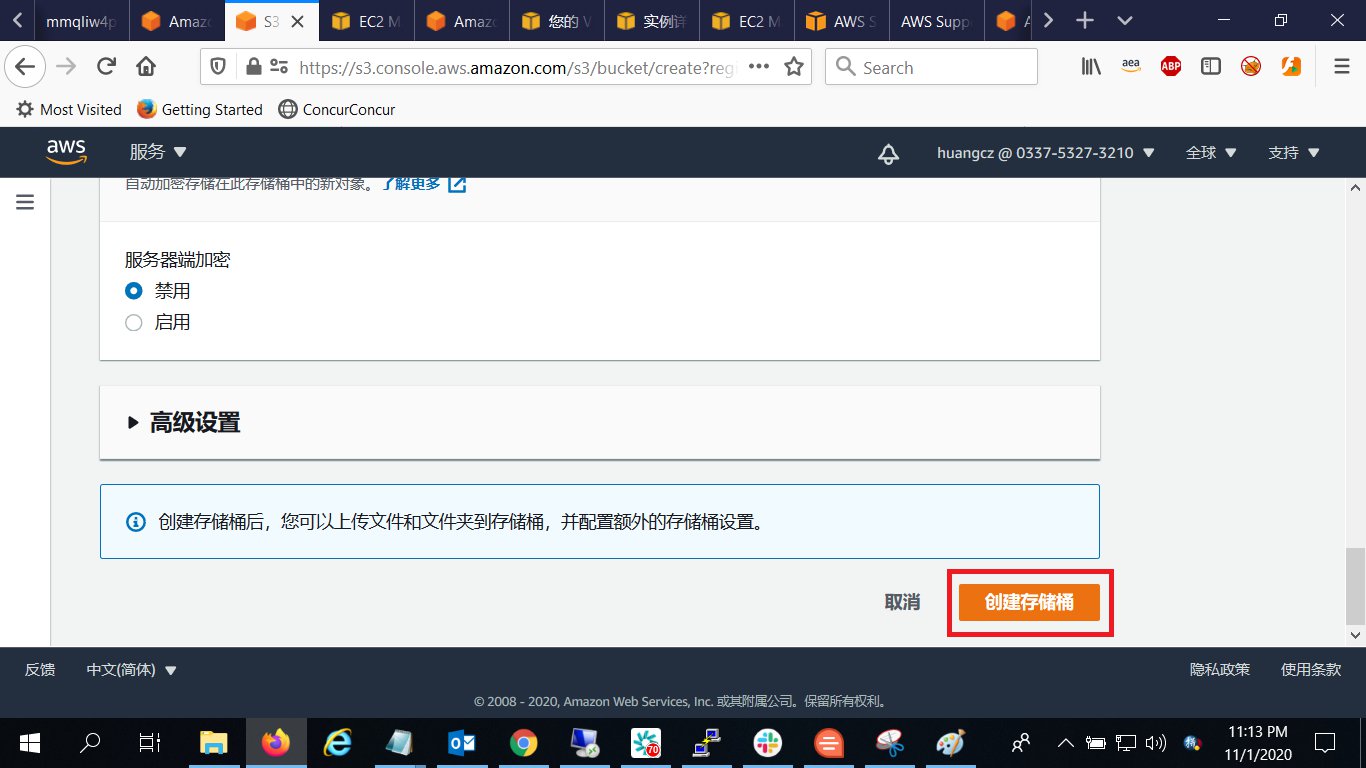 mmqliw4p
Amaz
S3
EC2 M
Amaz
您的 V
实例详
EC2 M
AWS S
AWS Supp
https://s3.console.aws.amazon.com/s3/bucket/create?regi
Search
aea
ABP
Most Visited
Getting Started
ConcurConcur
aws
服务
huangcz @ 0337-5327-3210
全球
支持
自动加密存储在此存储桶中的新对象。了解更多
服务器端加密
禁用
启用
高级设置
创建存储桶后，您可以上传文件和文件夹到存储桶，并配置额外的存储桶设置。
取消
创建存储桶
反馈
中文(简体)
隐私政策
使用条款
© 2008 - 2020, Amazon Web Services, Inc. 或其附属公司。保留所有权利。
70
11:13 PM
11/1/2020